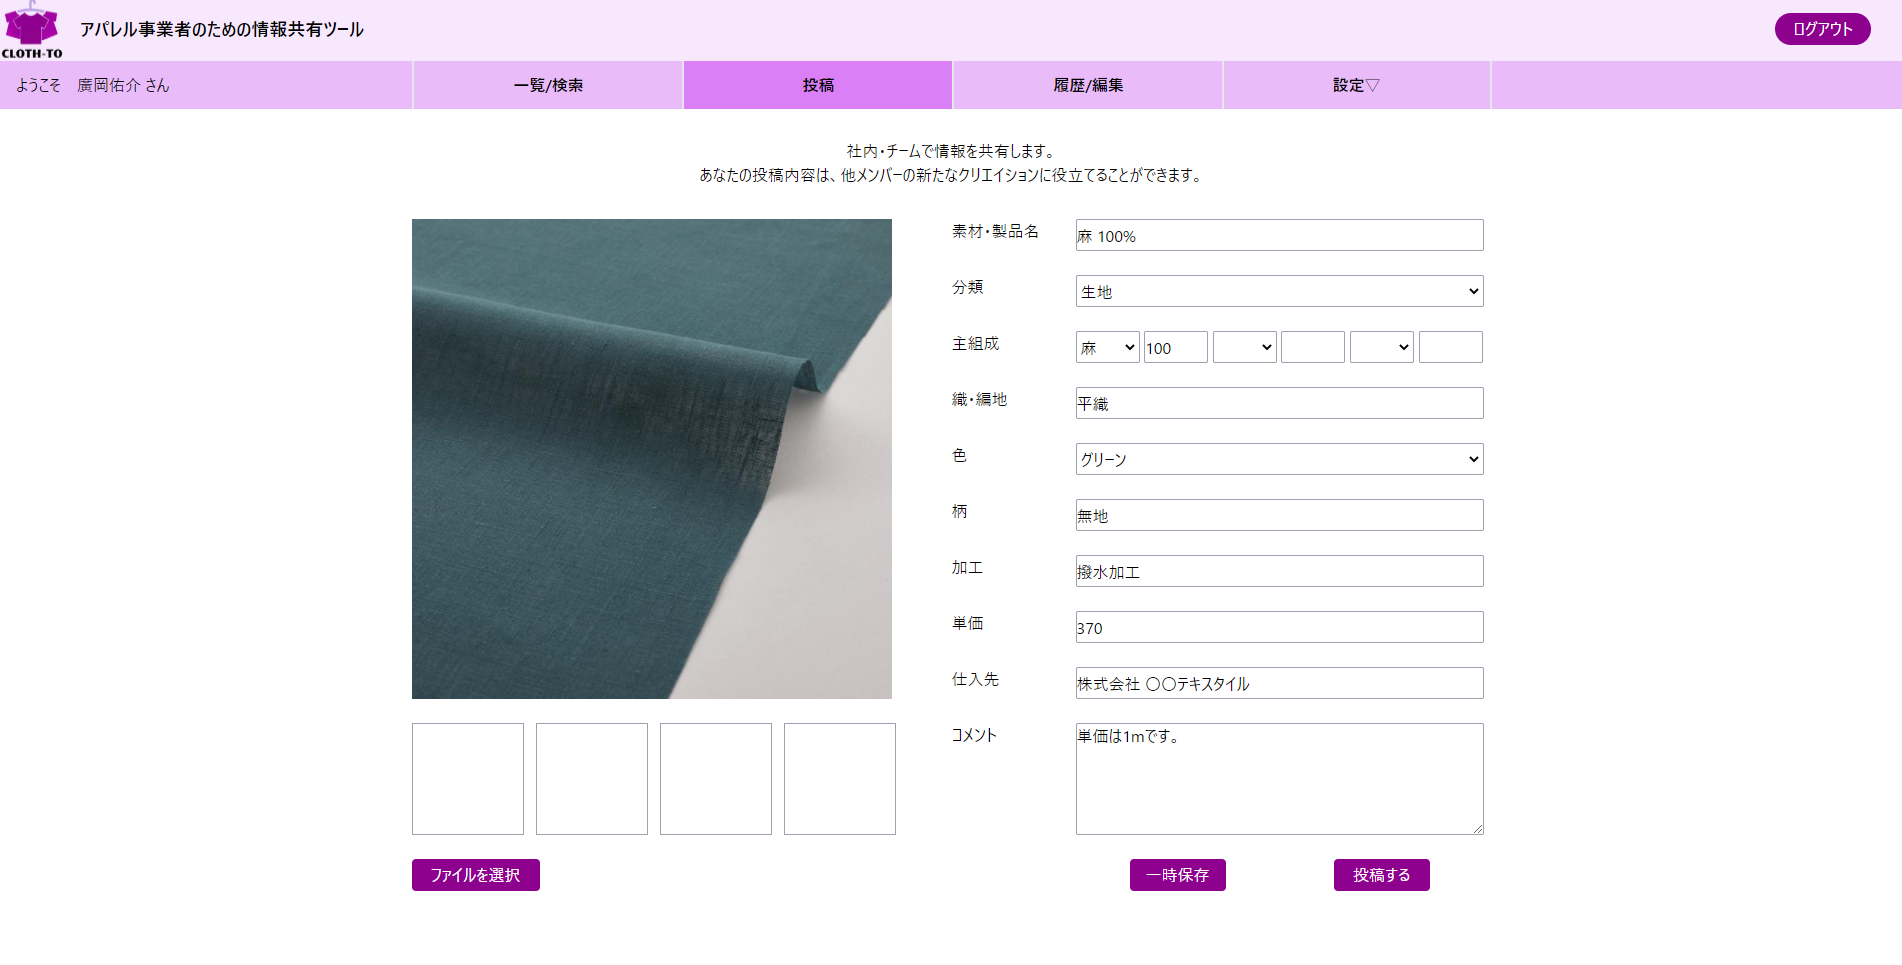 CLOTH-TO
アパレル事業者のための情報共有ツール
ログアウト
ようこそ 廣岡佑介 さん
一覧/検索
投稿
履歴/編集
設定▽
社内・チームで情報を共有します。
あなたの投稿内容は、他メンバーの新たなクリエイションに役立てることができます。
素材・製品名
麻 100%
分類
生地
主組成
麻 100
織・編地
平織
色
グリーン
柄
無地
加工
撥水加工
単価
370
仕入先
株式会社 〇〇テキスタイル
コメント
単価は1mです。
ファイルを選択
一時保存
投稿する